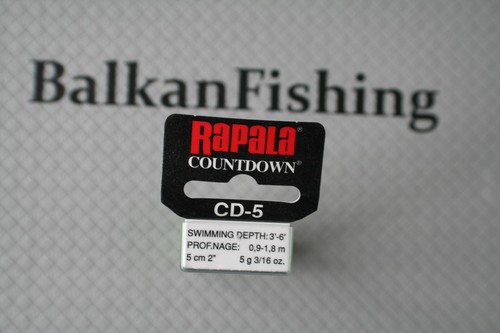 BalkanFishing
Rapala®
COUNTDOWN®
CD-5
SWIMMING DEPTH: 3'-6'
PROF.NAGE: 0,9-1,8 m
5 cm 2" 5 g 3/16 oz.